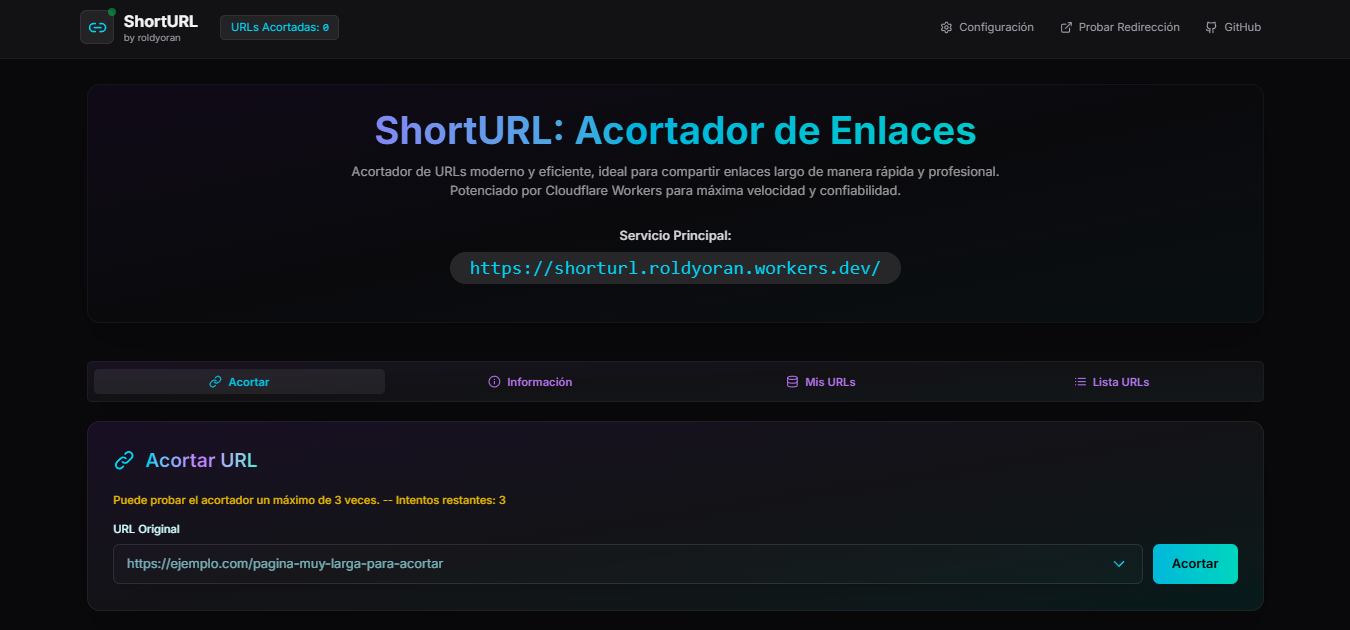 ShortURL
by roldyoran
URLs Acortadas: 0
Configuración
Probar Redirección
GitHub
ShortURL: Acortador de Enlaces
Acortador de URLs moderno y eficiente, ideal para compartir enlaces largo de manera rápida y profesional.
Potenciado por Cloudflare Workers para máxima velocidad y confiabilidad.
Servicio Principal:
https://shorturl.roldyoran.workers.dev/
Acortar
Información
Mis URLs
Lista URLs
Acortar URL
Puede probar el acortador un máximo de 3 veces. -- Intentos restantes: 3
URL Original
https://ejemplo.com/pagina-muy-larga-para-acortar
Acortar